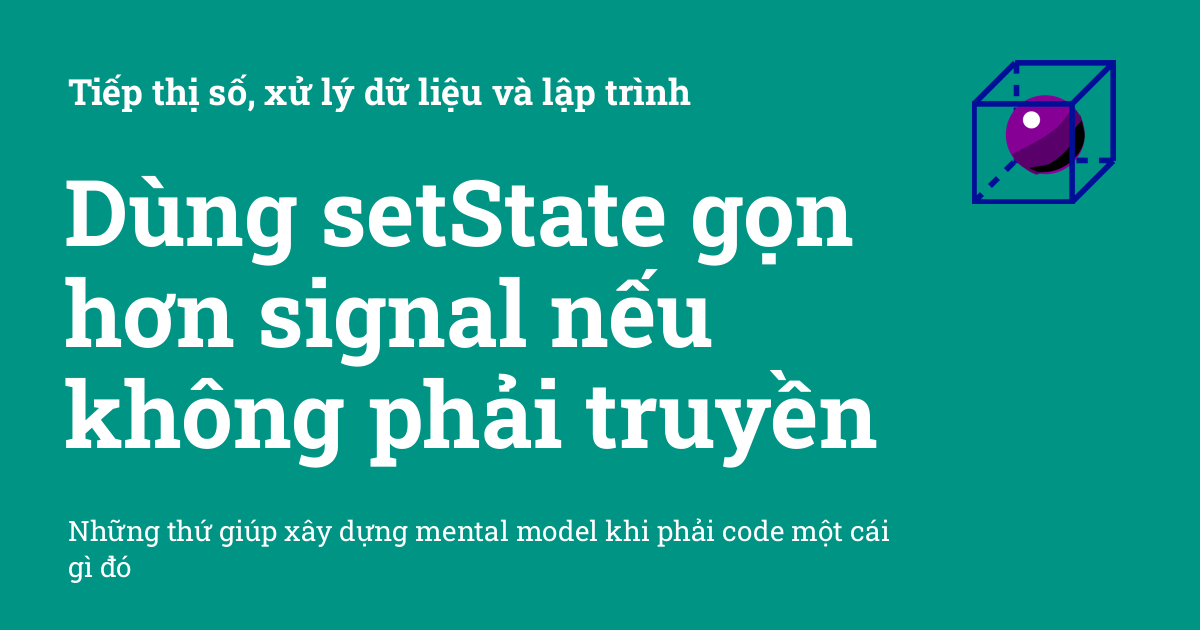 Tiếp thị số, xử lý dữ liệu và lập trình
Dùng setState gọn
hơn signal nếu
không phải truyền
Những thứ giúp xây dựng mental model khi phải code một cái
gì đó